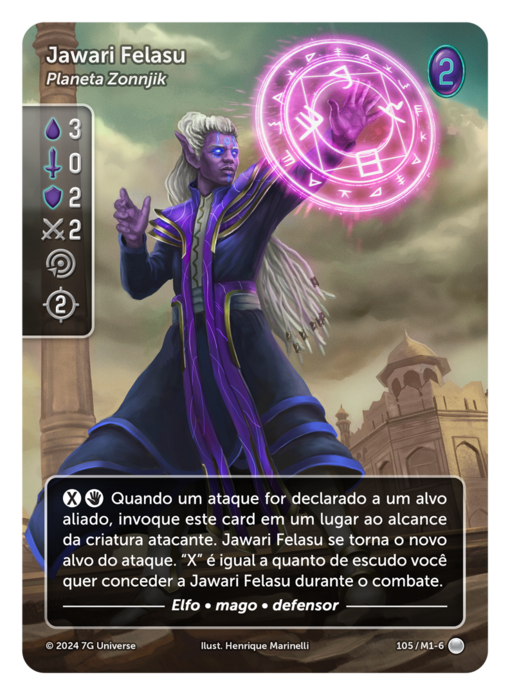 Jawari Felasu
Planeta Zonnjik
2
3
0
2
2
2
X Quando um ataque for declarado a um alvo
aliado, invoque este card em um lugar ao alcance
da criatura atacante. Jawari Felasu se torna o novo
alvo do ataque. “X” é igual a quanto de escudo você
quer conceder a Jawari Felasu durante o combate.
Elfo • mago • defensor
© 2024 7G Universe
Ilust. Henrique Marinelli
105 / M1-6